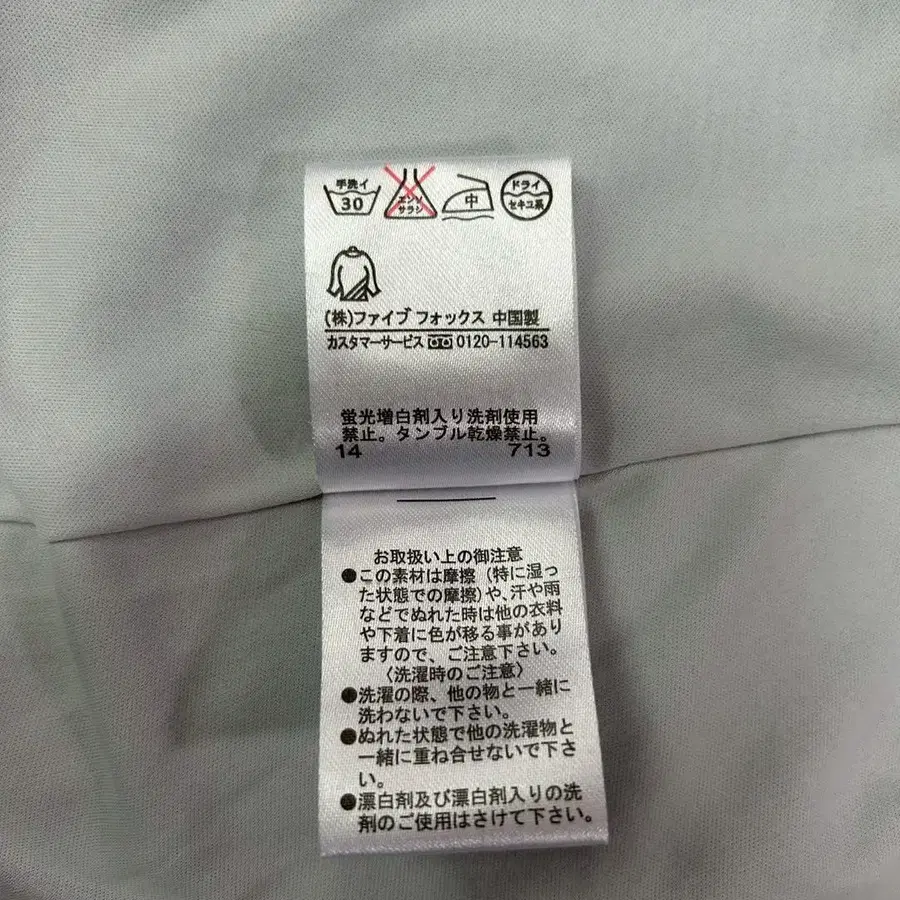 手洗イ
30
エンソ
サラシ
中
ドライ
セキユ系
(株)ファイブ フォックス 中国製
カスタマーサービス 0120-114563
蛍光増白剤入り洗剤使用
禁止。タンブル乾燥禁止。
14 713
お取扱い上の御注意
●この素材は摩擦(特に湿っ
た状態での摩擦)や、汗や雨
などでぬれた時は他の衣料
や下着に色が移る事があり
ますので、ご注意下さい。
〈洗濯時のご注意〉
●洗濯の際、他の物と一緒に
洗わないで下さい。
●ぬれた状態で他の洗濯物と
一緒に重ね合せないで下さ
い。
●漂白剤及び漂白剤入りの洗
剤のご使用はさけて下さい。